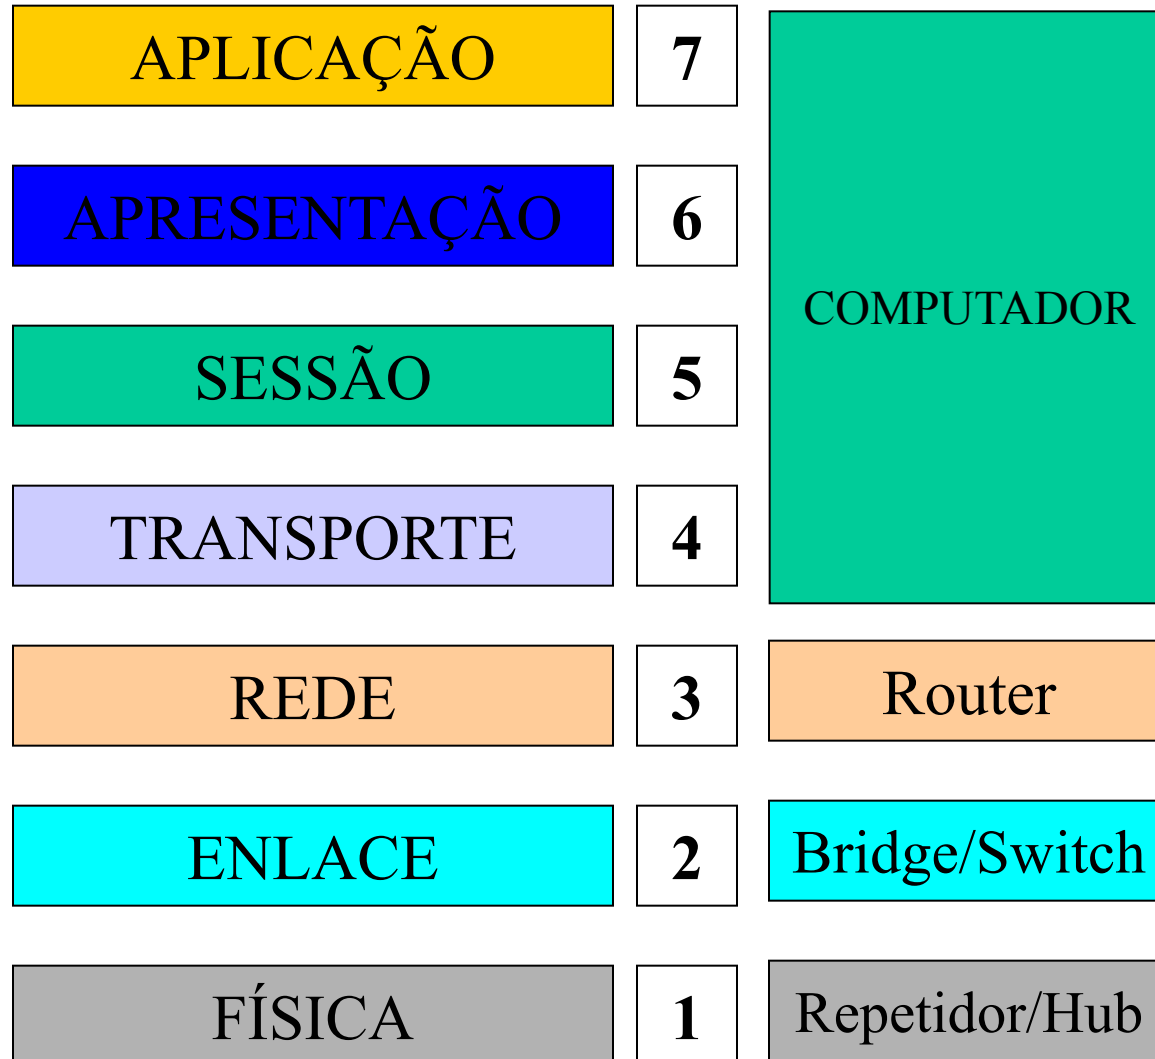 APLICAÇÃO 7
APRESENTAÇÃO 6
COMPUTADOR
SESSÃO 5
TRANSPORTE 4
REDE 3 Router
ENLACE 2 Bridge/Switch
FÍSICA 1 Repetidor/Hub